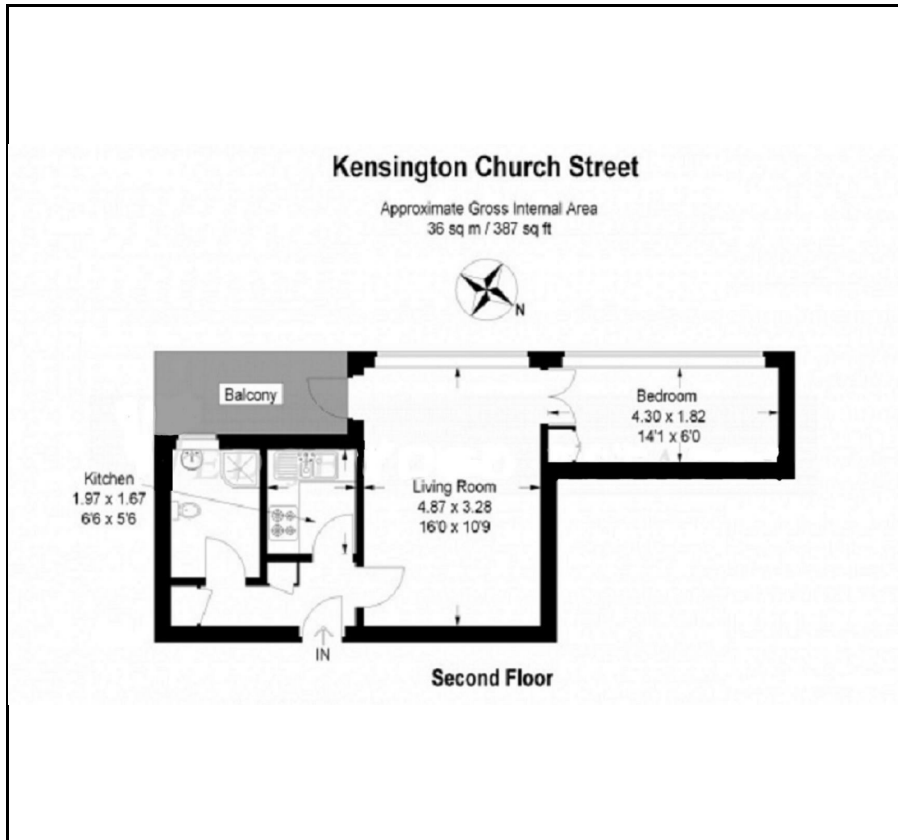 Kensington Church Street
Approximate Gross Internal Area
36 sq m / 387 sq ft
N
Balcony
Bedroom
4.30 x 1.82
14'1 x 6'0
Kitchen
1.97 x 1.67
6'6 x 5'6
Living Room
4.87 x 3.28
16'0 x 10'9
IN
Second Floor